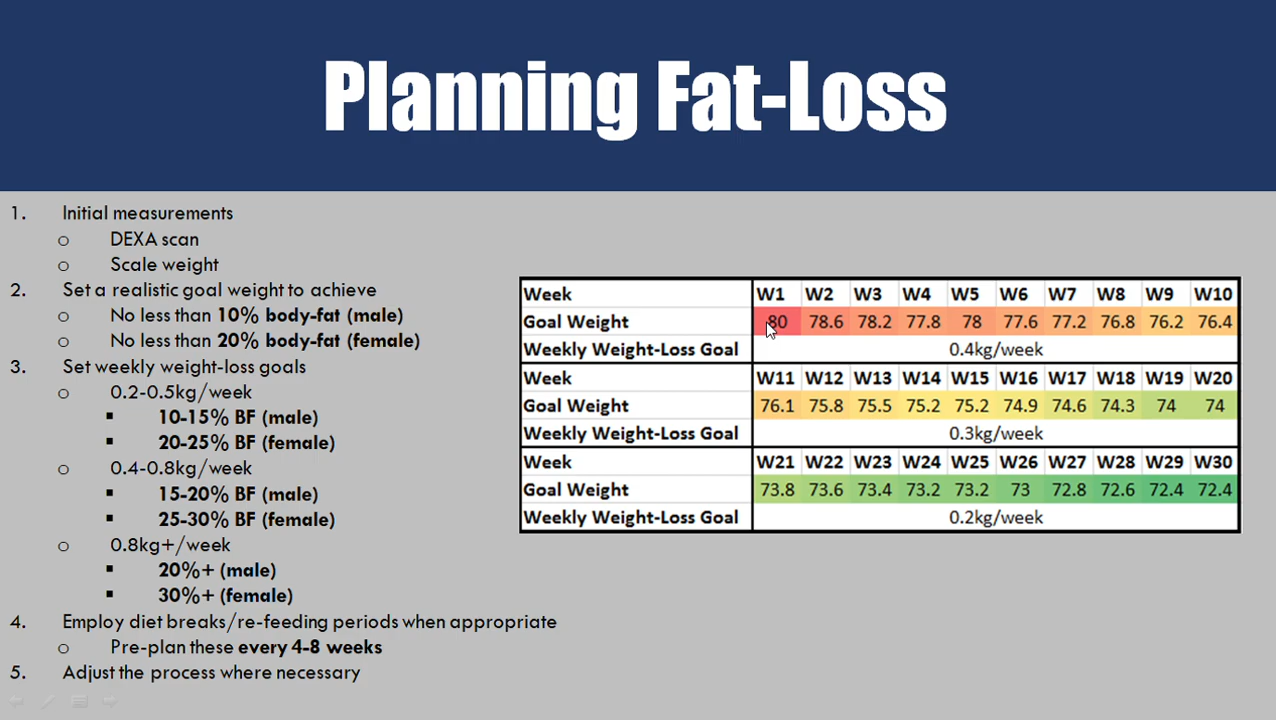 Planning Fat-Loss
1. Initial measurements
o DEXA scan
o Scale weight
2. Set a realistic goal weight to achieve
o No less than 10% body-fat (male)
o No less than 20% body-fat (female)
3. Set weekly weight-loss goals
o 0.2-0.5kg/week
▪ 10-15% BF (male)
▪ 20-25% BF (female)
o 0.4-0.8kg/week
▪ 15-20% BF (male)
▪ 25-30% BF (female)
o 0.8kg+/week
▪ 20%+ (male)
▪ 30%+ (female)
4. Employ diet breaks/re-feeding periods when appropriate
o Pre-plan these every 4-8 weeks
5. Adjust the process where necessary
Week W1 W2 W3 W4 W5 W6 W7 W8 W9 W10
Goal Weight 80 78.6 78.2 77.8 78 77.6 77.2 76.8 76.2 76.4
Weekly Weight-Loss Goal 0.4kg/week
Week W11 W12 W13 W14 W15 W16 W17 W18 W19 W20
Goal Weight 76.1 75.8 75.5 75.2 75.2 74.9 74.6 74.3 74 74
Weekly Weight-Loss Goal 0.3kg/week
Week W21 W22 W23 W24 W25 W26 W27 W28 W29 W30
Goal Weight 73.8 73.6 73.4 73.2 73.2 73 72.8 72.6 72.4 72.4
Weekly Weight-Loss Goal 0.2kg/week